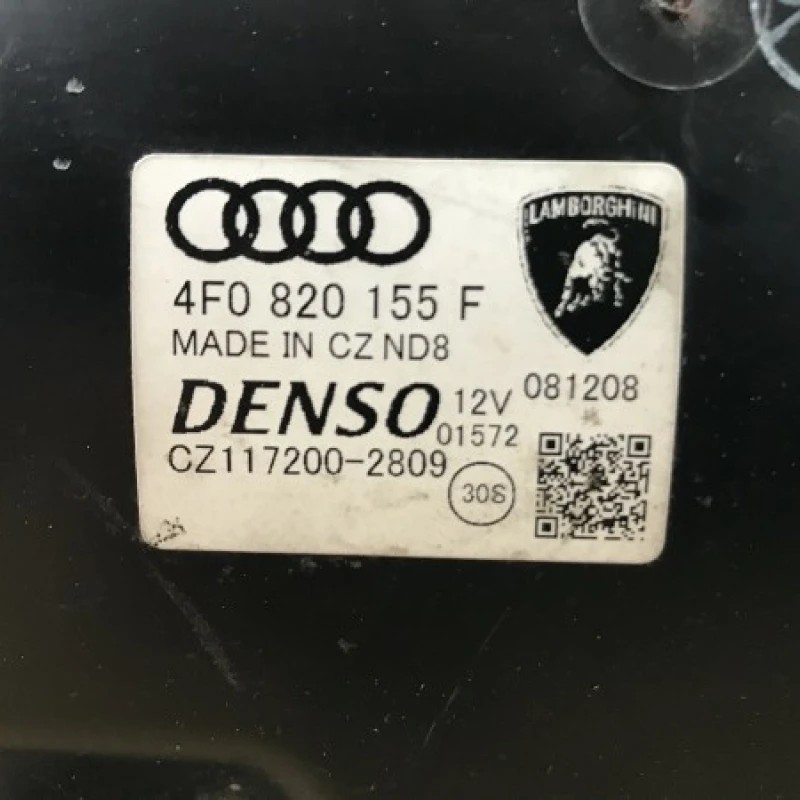 LAMBORGHINI
4F0 820 155 F
MADE IN CZ ND8
DENSO 12V 081208
01572
CZ117200-2809
30S